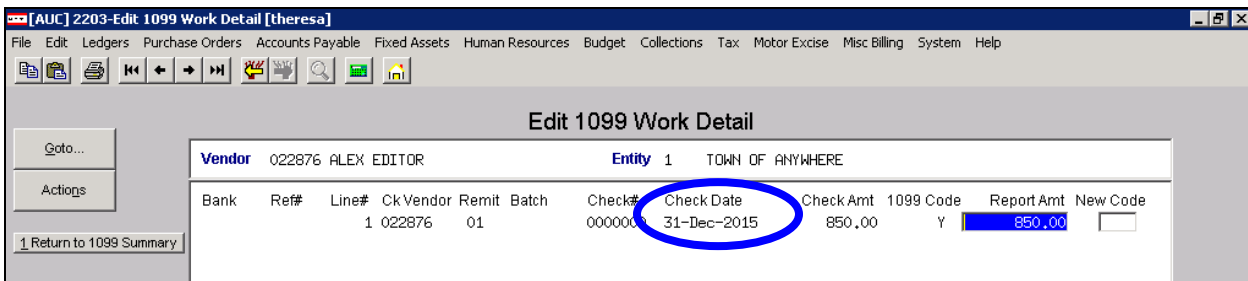 [AUC] 2203-Edit 1099 Work Detail [theresa]
File Edit Ledgers Purchase Orders Accounts Payable Fixed Assets Human Resources Budget Collections Tax Motor Excise Misc Billing System Help
Edit 1099 Work Detail
Goto...
Vendor 022876 ALEX EDITOR Entity 1 TOWN OF ANYWHERE
Actions
Bank Ref# Line# Ck Vendor Remit Batch Check# Check Date Check Amt 1099 Code Report Amt New Code
1 022876 01 0000000 31-Dec-2015 850.00 Y 850.00
1 Return to 1099 Summary